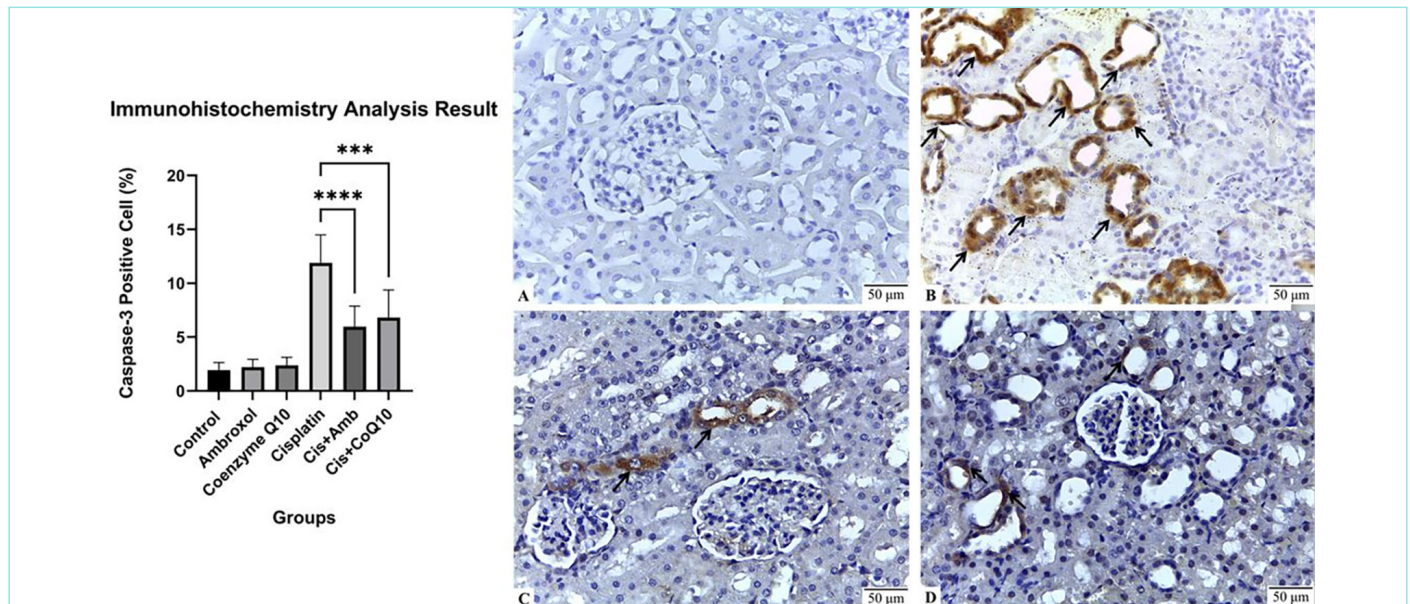 Immunohistochemistry Analysis Result
***
****
Caspase-3 Positive Cell (%)
20
15
10
5
0
Control
Ambroxol
Coenzyme Q10
Cisplatin
Cis+Amb
Cis+CoQ10
Groups
A
50 µm
B
50 µm
C
50 µm
D
50 µm